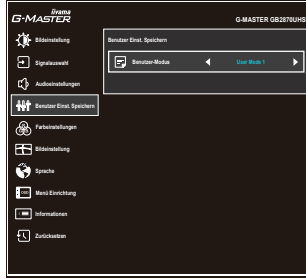 iiyama
G-MASTER
G-MASTER GB2870UHS
Bildeinstellung
Signalauswahl
Audioeinstellungen
Benutzer Einst. Speichern
Farbeinstellungen
Bildeinstellung
Sprache
OSD
Menü Einrichtung
Informationen
Zurücksetzen
Benutzer Einst. Speichern
Benutzer-Modus
User Mode 1